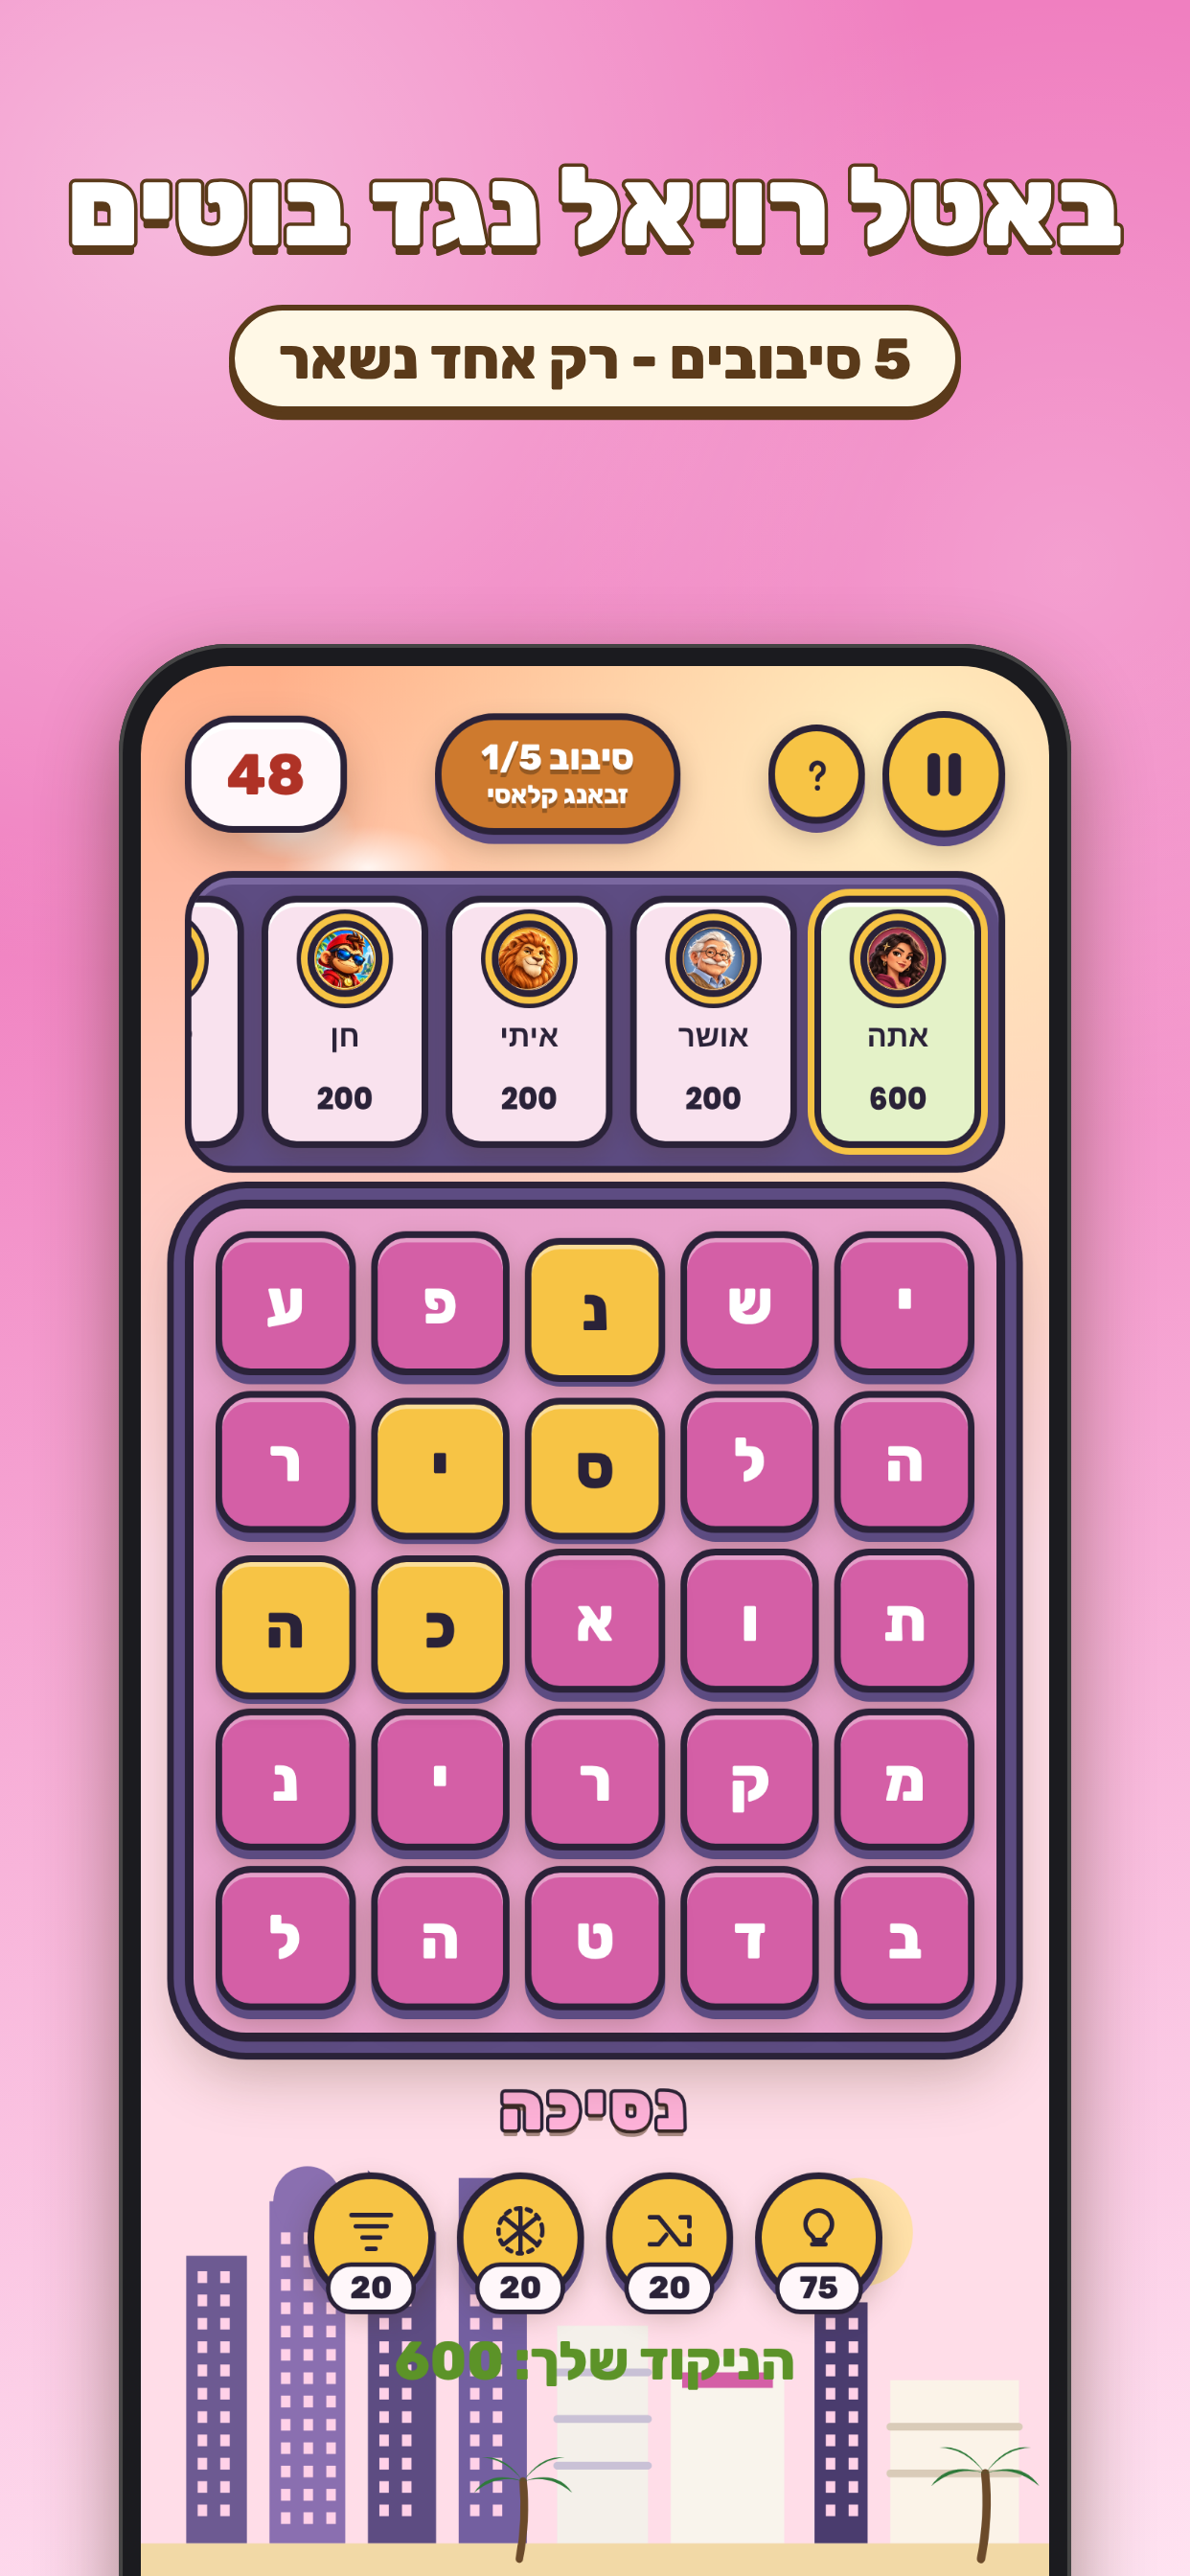 באטל רויאל נגד בוטים
5 סיבובים - רק אחד נשאר
? סיבוב 1/5 48
זבאנג קלאסי
אתה אושר איתי חן
600 200 200 200
י ש נ פ ע
ה ל ס י ר
ת ו א כ ה
מ ק ר י נ
ב ד ט ה ל
נסיכה
75 20 20 20
הניקוד שלך: 600